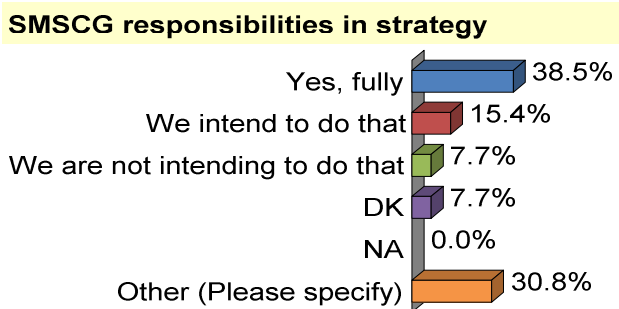 SMSCG responsibilities in strategy
Yes, fully 38.5%
We intend to do that 15.4%
We are not intending to do that 7.7%
DK 7.7%
NA 0.0%
Other (Please specify) 30.8%